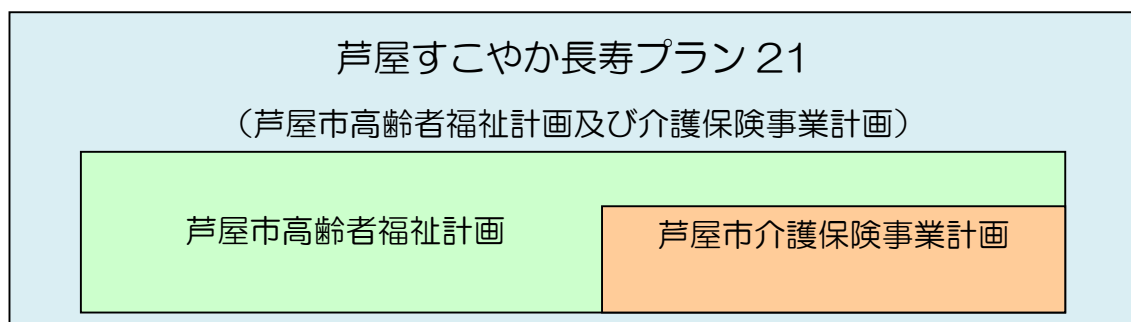 芦屋すこやか長寿プラン21
（芦屋市高齢者福祉計画及び介護保険事業計画）
芦屋市高齢者福祉計画
芦屋市介護保険事業計画